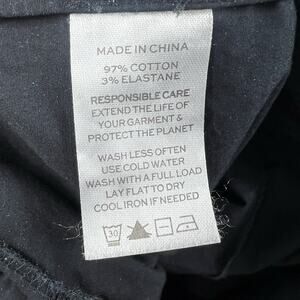 MADE IN CHINA
97% COTTON
3% ELASTANE
RESPONSIBLE CARE
EXTEND THE LIFE OF
YOUR GARMENT &
PROTECT THE PLANET
WASH LESS OFTEN
USE COLD WATER
WASH WITH A FULL LOAD
LAY FLAT TO DRY
COOL IRON IF NEEDED
30